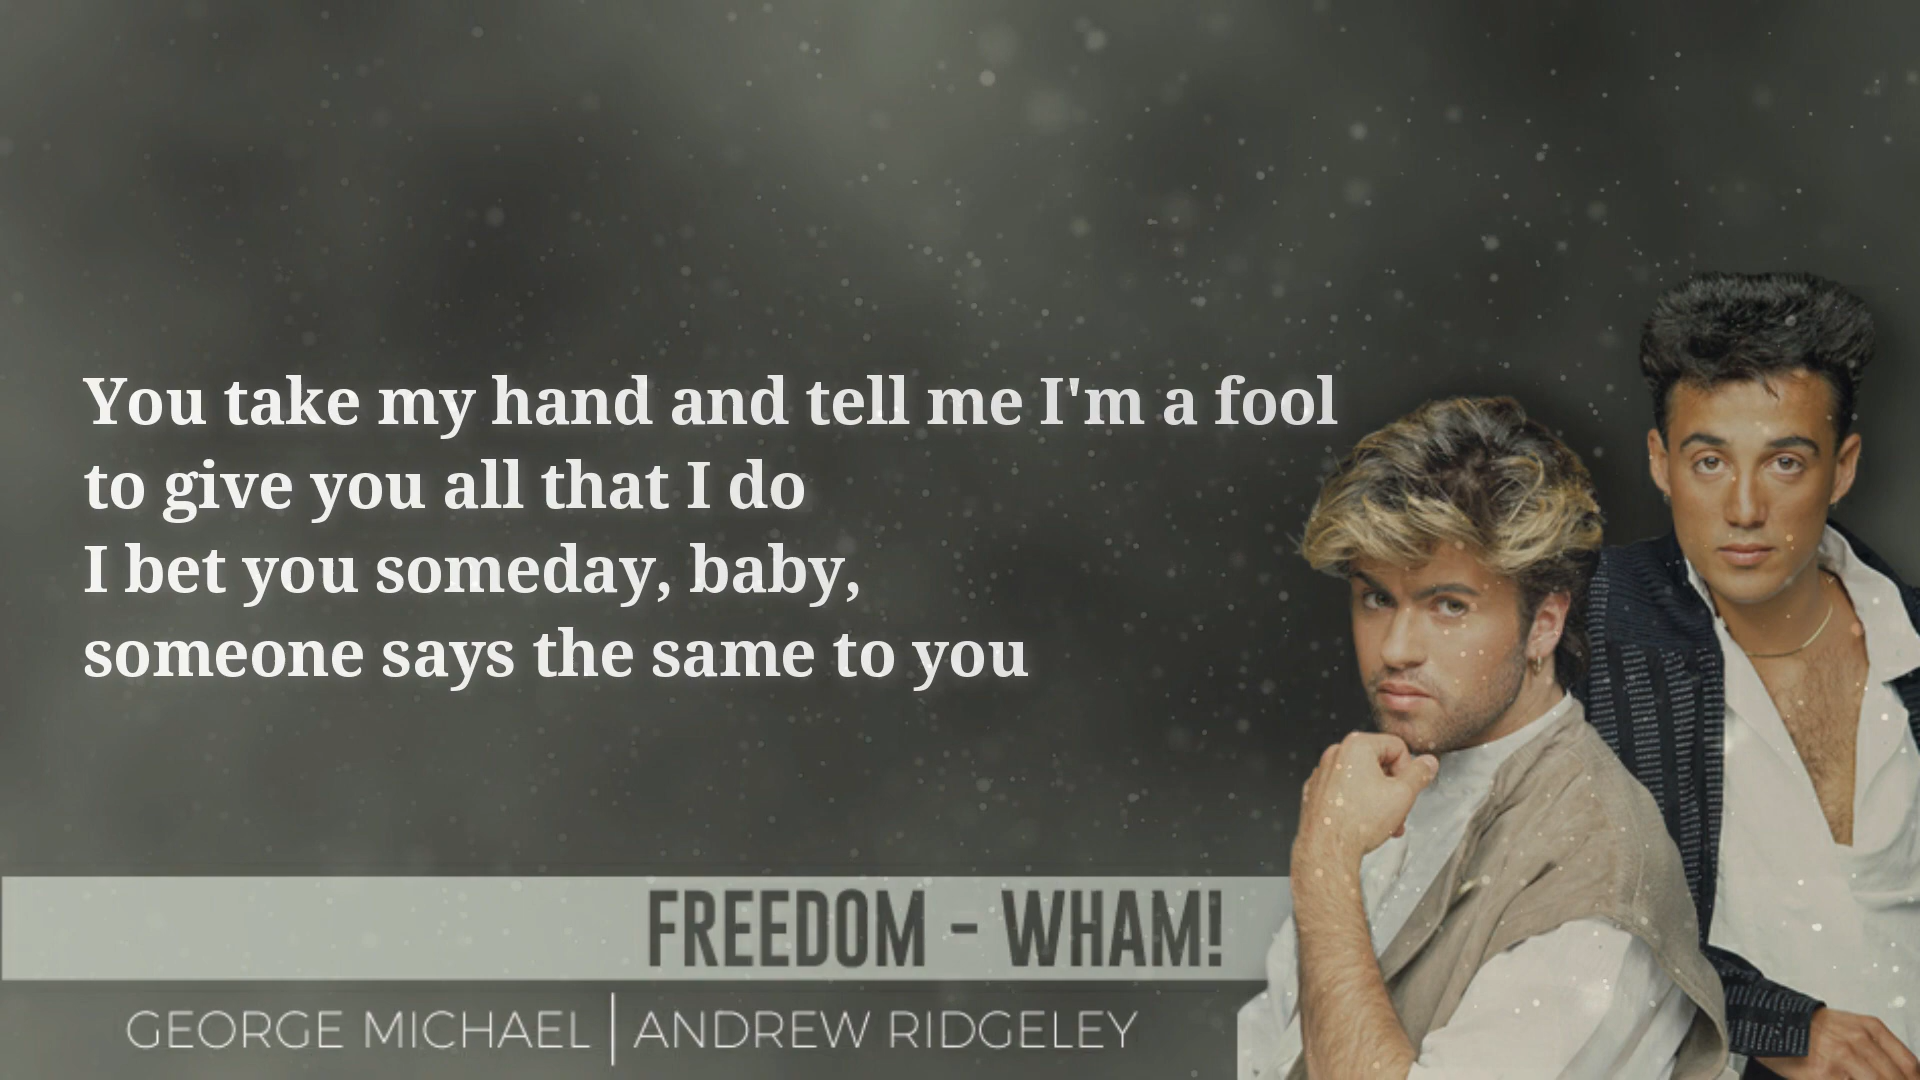 You take my hand and tell me I'm a fool
to give you all that I do
I bet you someday, baby,
someone says the same to you
FREEDOM - WHAM!
GEORGE MICHAEL | ANDREW RIDGELEY